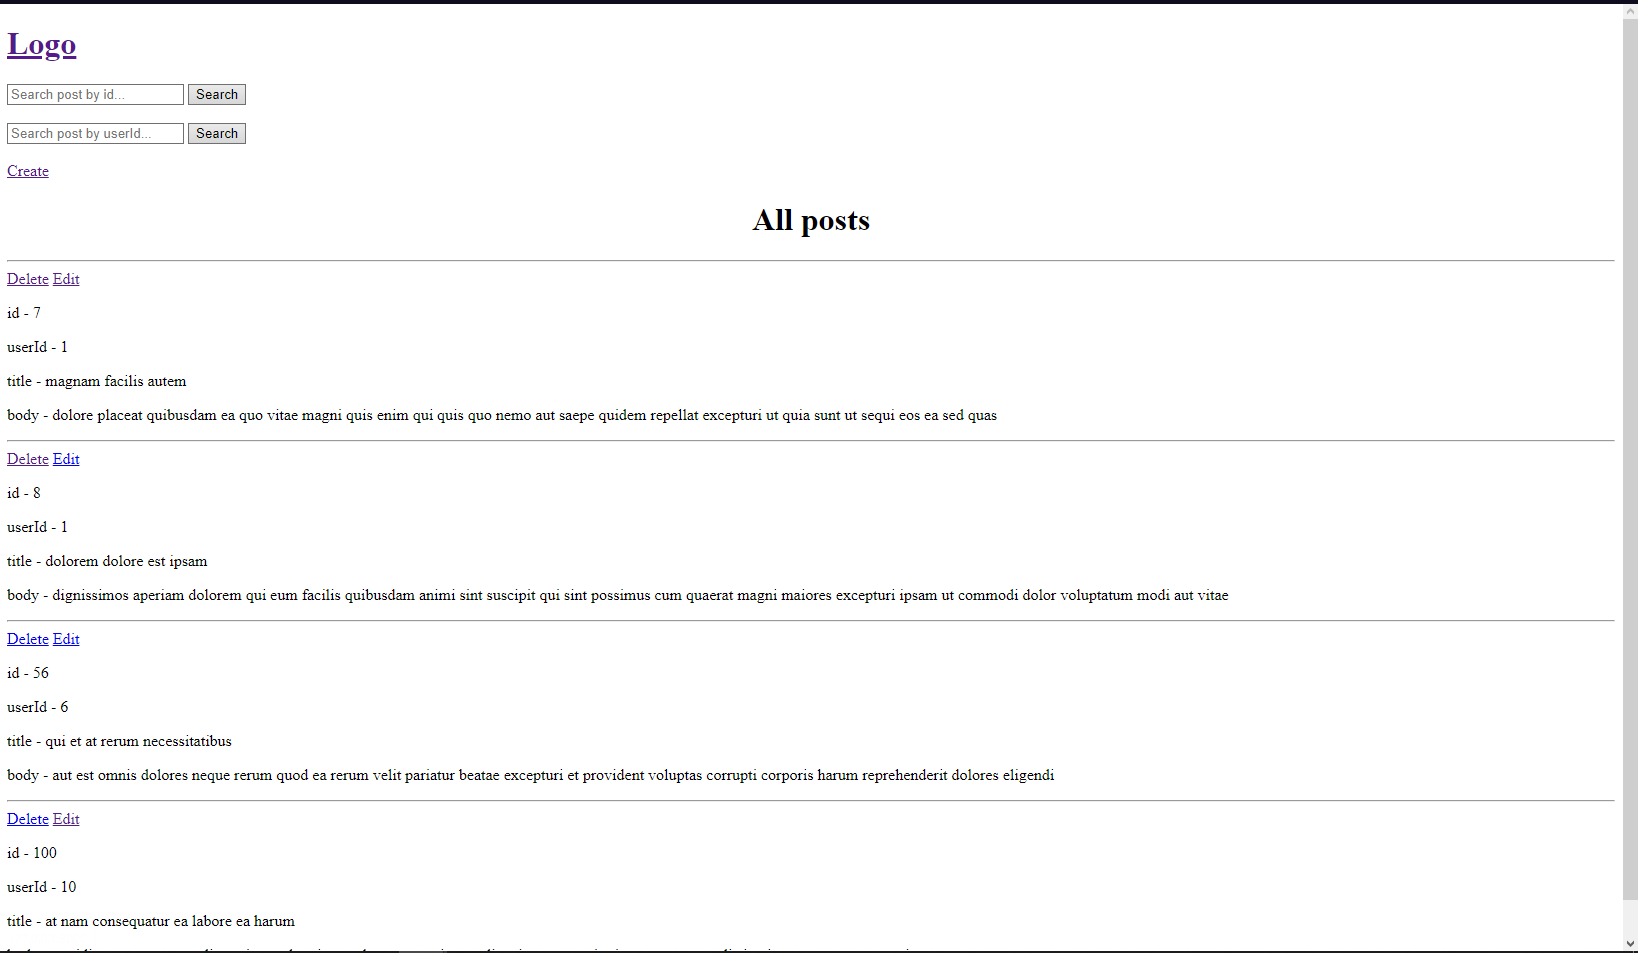 Logo
Search post by id... Search
Search post by userId... Search
Create
All posts
Delete Edit
id - 7
userId - 1
title - magnam facilis autem
body - dolore placeat quibusdam ea quo vitae magni quis enim qui quis quo nemo aut saepe quidem repellat excepturi ut quia sunt ut sequi eos ea sed quas
Delete Edit
id - 8
userId - 1
title - dolorem dolore est ipsam
body - dignissimos aperiam dolorem qui eum facilis quibusdam animi sint suscipit qui sint possimus cum quaerat magni maiores excepturi ipsam ut commodi dolor voluptatum modi aut vitae
Delete Edit
id - 56
userId - 6
title - qui et at rerum necessitatibus
body - aut est omnis dolores neque rerum quod ea rerum velit pariatur beatae excepturi et provident voluptas corrupti corporis harum reprehenderit dolores eligendi
Delete Edit
id - 100
userId - 10
title - at nam consequatur ea labore ea harum